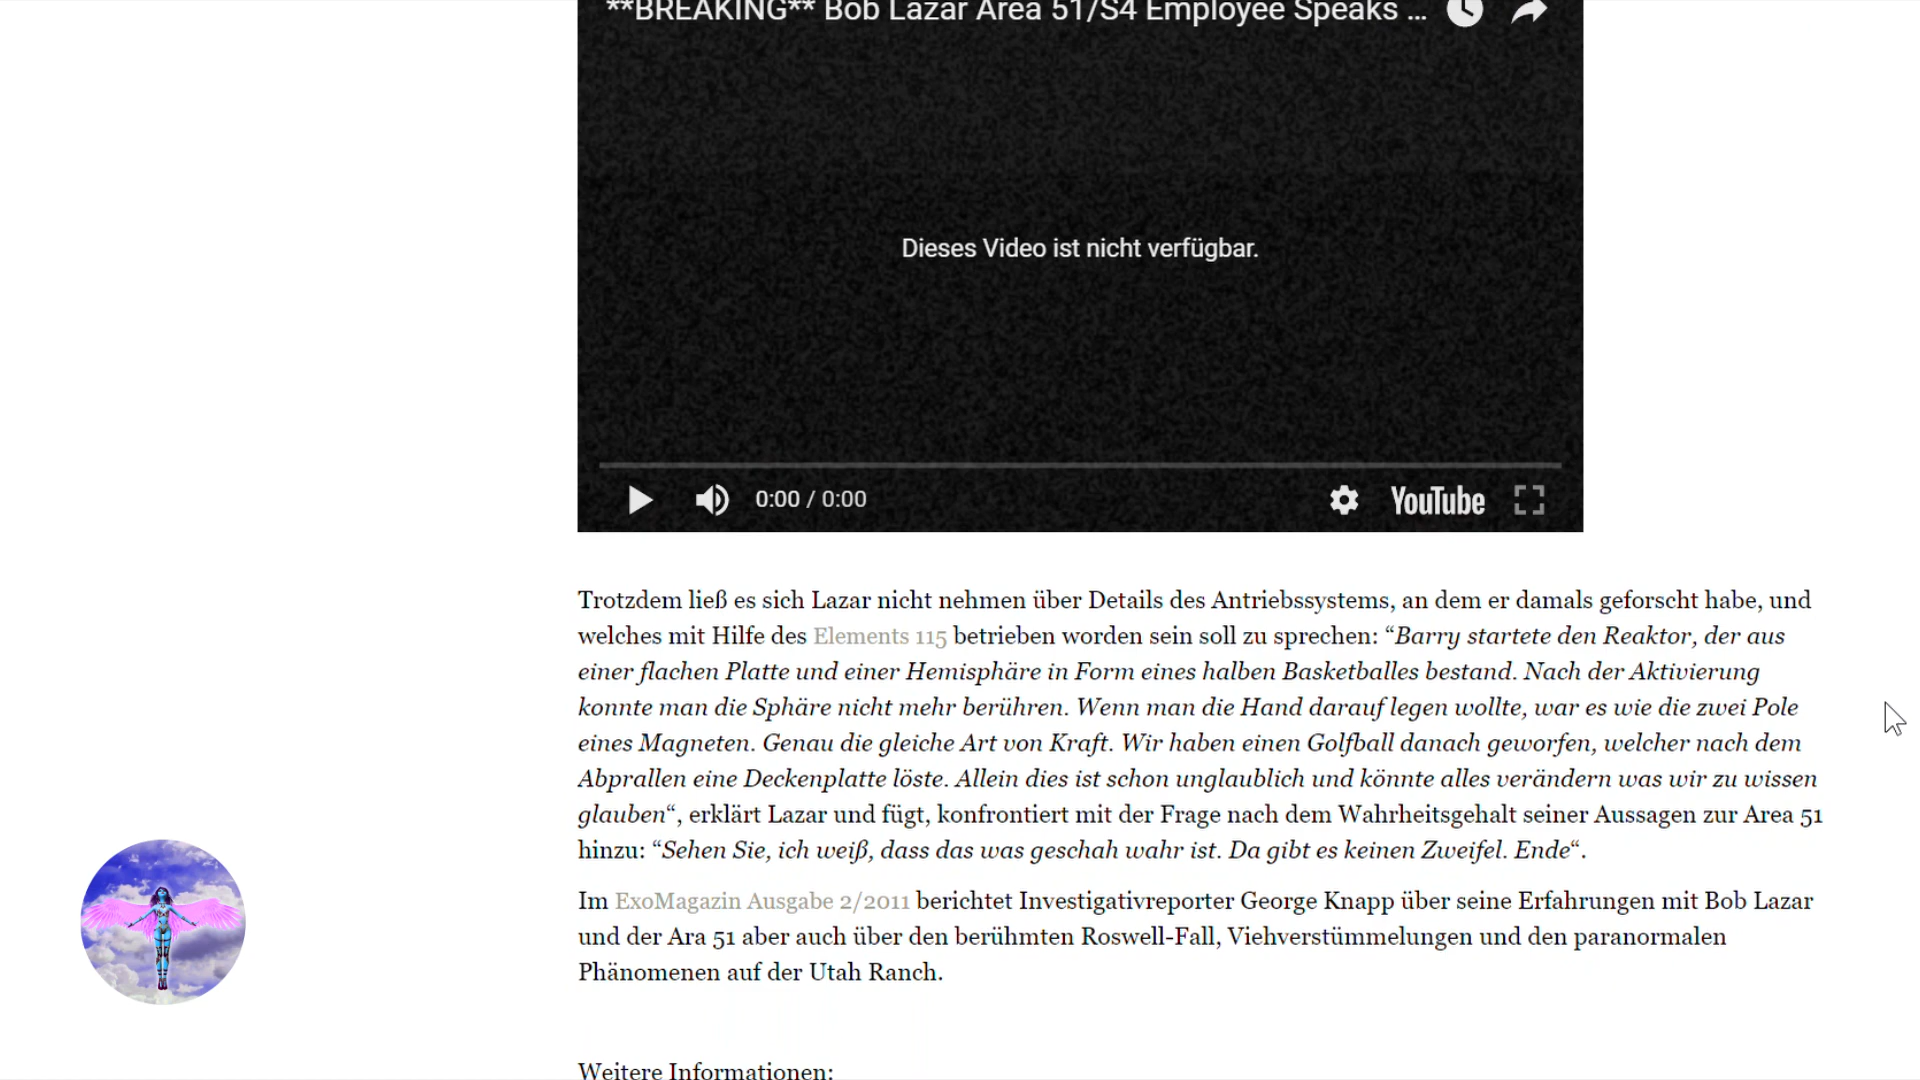 **BREAKING** Bob Lazar Area 51/S4 Employee Speaks ...
Dieses Video ist nicht verfügbar.
0:00 / 0:00
YouTube
Trotzdem ließ es sich Lazar nicht nehmen über Details des Antriebssystems, an dem er damals geforscht habe, und
welches mit Hilfe des Elements 115 betrieben worden sein soll zu sprechen: “Barry startete den Reaktor, der aus
einer flachen Platte und einer Hemisphäre in Form eines halben Basketballes bestand. Nach der Aktivierung
konnte man die Sphäre nicht mehr berühren. Wenn man die Hand darauf legen wollte, war es wie die zwei Pole
eines Magneten. Genau die gleiche Art von Kraft. Wir haben einen Golfball danach geworfen, welcher nach dem
Abprallen eine Deckenplatte löste. Allein dies ist schon unglaublich und könnte alles verändern was wir zu wissen
glauben“, erklärt Lazar und fügt, konfrontiert mit der Frage nach dem Wahrheitsgehalt seiner Aussagen zur Area 51
hinzu: “Sehen Sie, ich weiß, dass das was geschah wahr ist. Da gibt es keinen Zweifel. Ende“.
Im ExoMagazin Ausgabe 2/2011 berichtet Investigativreporter George Knapp über seine Erfahrungen mit Bob Lazar
und der Ara 51 aber auch über den berühmten Roswell-Fall, Viehverstümmelungen und den paranormalen
Phänomenen auf der Utah Ranch.
Weitere Informationen: